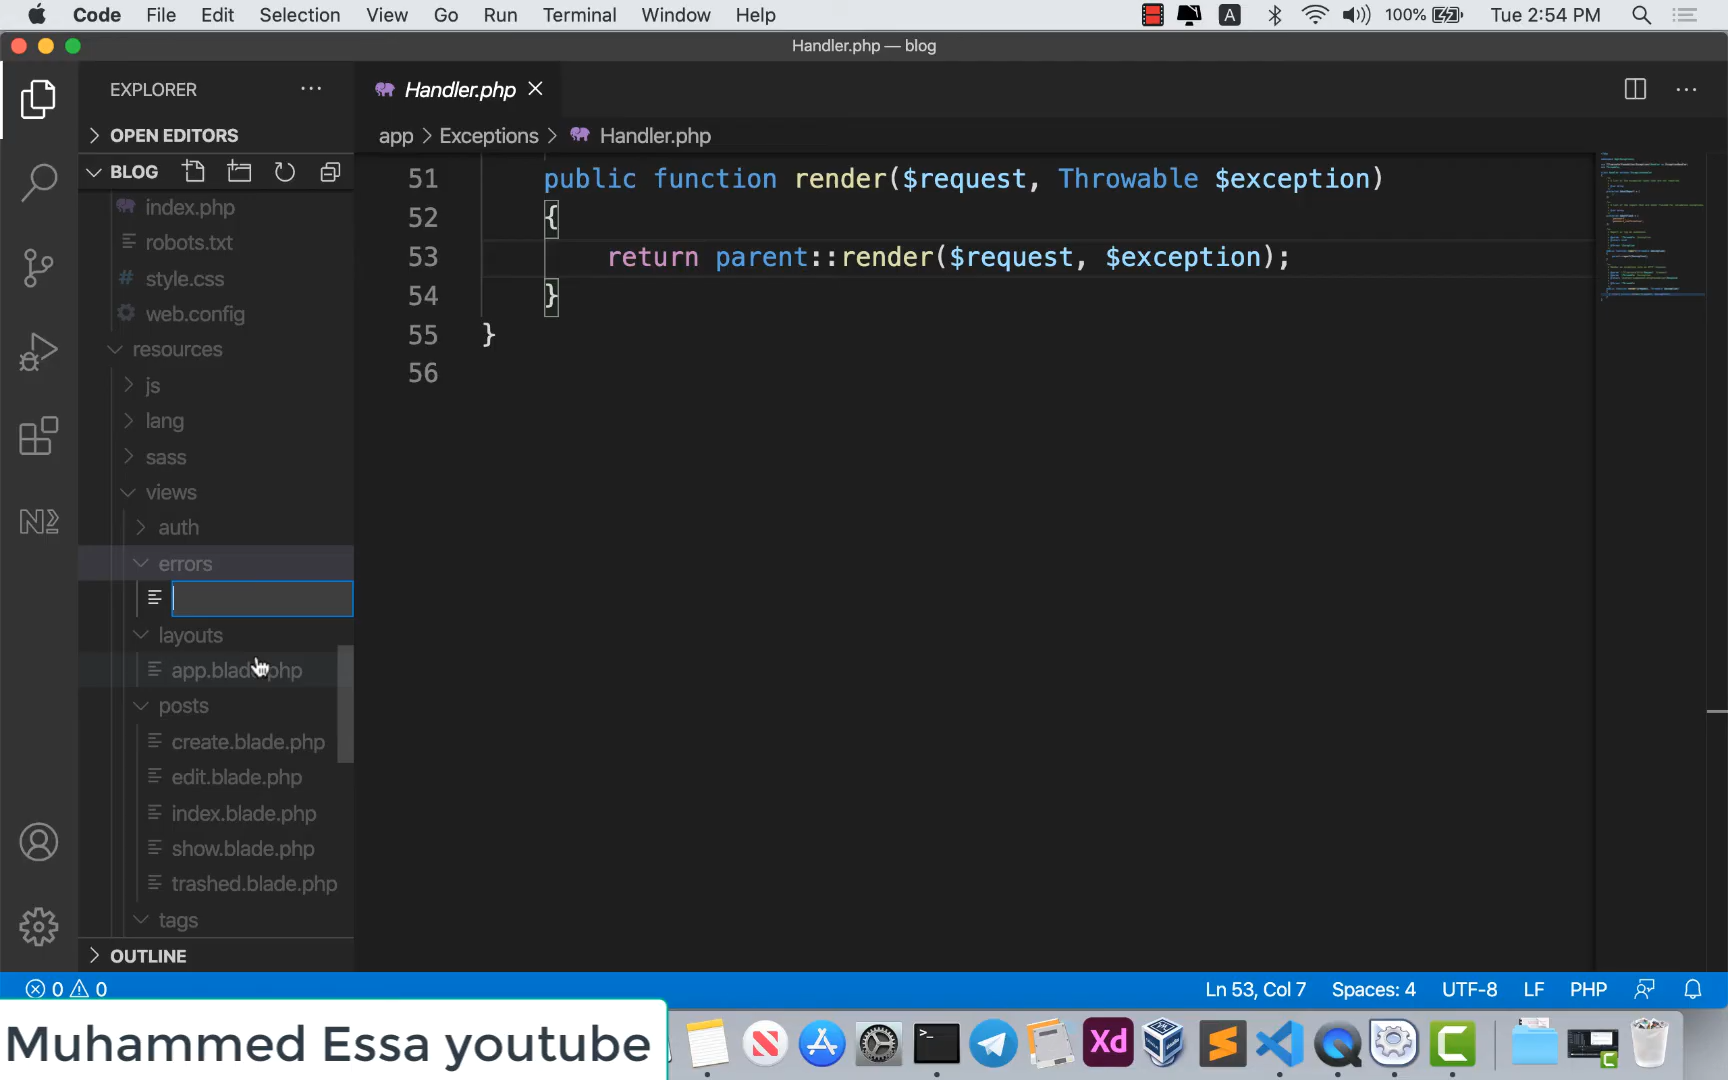 Code File Edit Selection View Go Run Terminal Window Help A 100% Tue 2:54 PM
Handler.php — blog
EXPLORER
Handler.php
OPEN EDITORS
app > Exceptions > Handler.php
BLOG
index.php
robots.txt
style.css
web.config
resources
js
lang
sass
views
auth
errors
layouts
app.blade.php
posts
create.blade.php
edit.blade.php
index.blade.php
show.blade.php
trashed.blade.php
tags
OUTLINE
51 public function render($request, Throwable $exception)
52 {
53 return parent::render($request, $exception);
54 }
55 }
56
0 0 Ln 53, Col 7 Spaces: 4 UTF-8 LF PHP
Muhammed Essa youtube
Xd